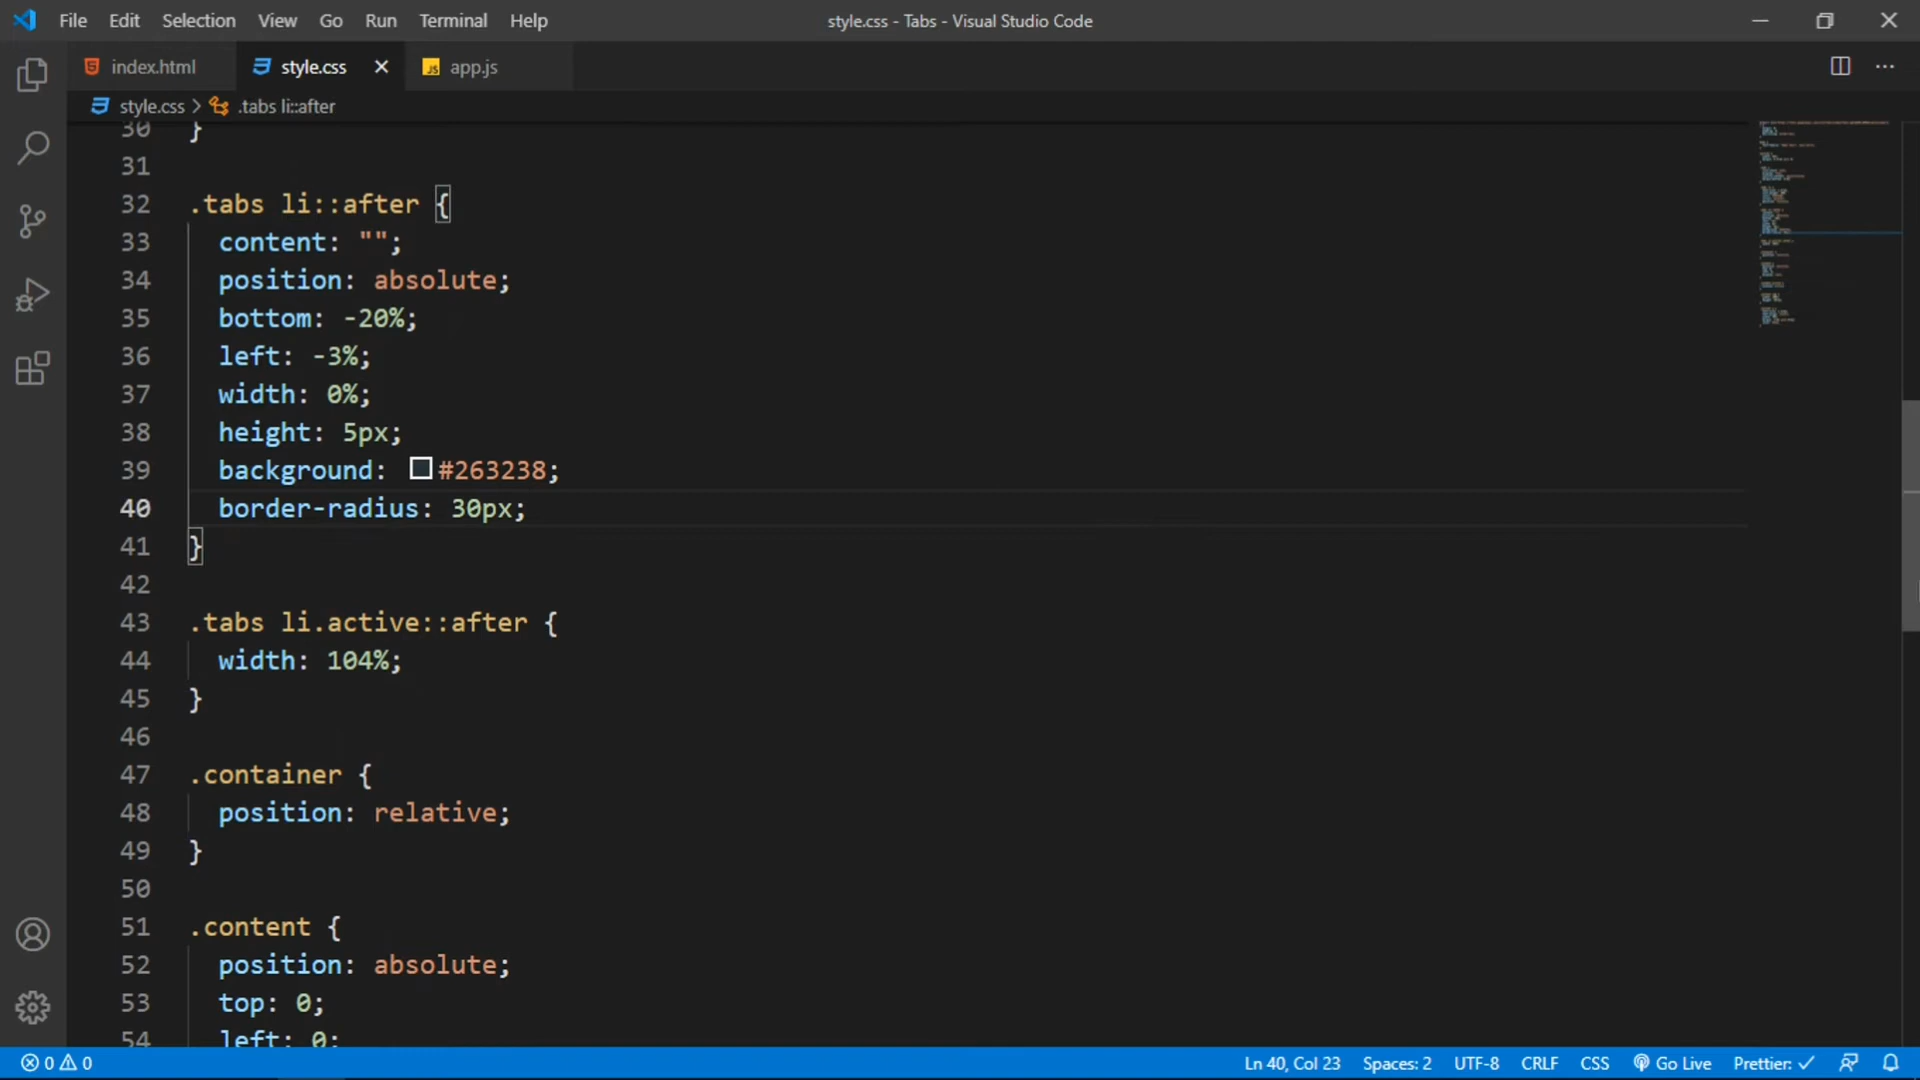 File Edit Selection View Go Run Terminal Help style.css - Tabs - Visual Studio Code
index.html style.css JS app.js
style.css > .tabs li::after
30 }
31
32 .tabs li::after {
33 content: "";
34 position: absolute;
35 bottom: -20%;
36 left: -3%;
37 width: 0%;
38 height: 5px;
39 background: #263238;
40 border-radius: 30px;
41 }
42
43 .tabs li.active::after {
44 width: 104%;
45 }
46
47 .container {
48 position: relative;
49 }
50
51 .content {
52 position: absolute;
53 top: 0;
54 left: 0;
0 0 Ln 40, Col 23 Spaces: 2 UTF-8 CRLF CSS Go Live Prettier: ✓